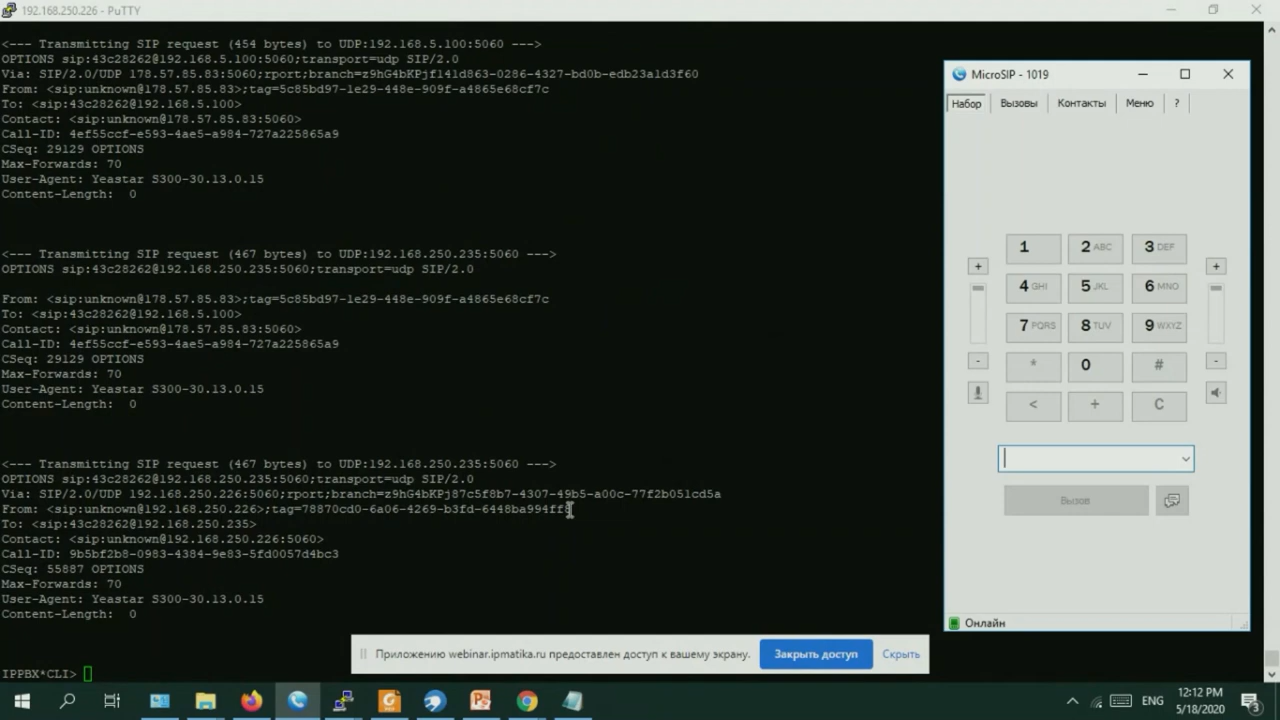 192.168.250.226 - PuTTY
<--- Transmitting SIP request (454 bytes) to UDP:192.168.5.100:5060 --->
OPTIONS sip:43c28262@192.168.5.100:5060;transport=udp SIP/2.0
Via: SIP/2.0/UDP 178.57.85.83:5060;rport;branch=z9hG4bKPjf141d863-0286-4327-bd0b-edb23a1d3f60
From: <sip:unknown@178.57.85.83>;tag=5c85bd97-1e29-448e-909f-a4865e68cf7c
To: <sip:43c28262@192.168.5.100>
Contact: <sip:unknown@178.57.85.83:5060>
Call-ID: 4ef55ccf-e593-4ae5-a984-727a225865a9
CSeq: 29129 OPTIONS
Max-Forwards: 70
User-Agent: Yeastar S300-30.13.0.15
Content-Length:  0
<--- Transmitting SIP request (467 bytes) to UDP:192.168.250.235:5060 --->
OPTIONS sip:43c28262@192.168.250.235:5060;transport=udp SIP/2.0
From: <sip:unknown@178.57.85.83>;tag=5c85bd97-1e29-448e-909f-a4865e68cf7c
To: <sip:43c28262@192.168.5.100>
Contact: <sip:unknown@178.57.85.83:5060>
Call-ID: 4ef55ccf-e593-4ae5-a984-727a225865a9
CSeq: 29129 OPTIONS
Max-Forwards: 70
User-Agent: Yeastar S300-30.13.0.15
Content-Length:  0
<--- Transmitting SIP request (467 bytes) to UDP:192.168.250.235:5060 --->
OPTIONS sip:43c28262@192.168.250.235:5060;transport=udp SIP/2.0
Via: SIP/2.0/UDP 192.168.250.226:5060;rport;branch=z9hG4bKPj87c5f8b7-4307-49b5-a00c-77f2b051cd5a
From: <sip:unknown@192.168.250.226>;tag=78870cd0-6a06-4269-b3fd-6448ba994ff8
To: <sip:43c28262@192.168.250.235>
Contact: <sip:unknown@192.168.250.226:5060>
Call-ID: 9b5bf2b8-0983-4384-9e83-5fd0057d4bc3
CSeq: 55887 OPTIONS
Max-Forwards: 70
User-Agent: Yeastar S300-30.13.0.15
Content-Length:  0
IPPBX*CLI>
MicroSIP - 1019
Набор Вызовы Контакты Меню ?
1 2 ABC 3 DEF
+ +
4 GHI 5 JKL 6 MNO
7 PQRS 8 TUV 9 WXYZ
- * 0 # -
< + C
Вызов
Онлайн
Приложению webinar.ipmatika.ru предоставлен доступ к вашему экрану. Закрыть доступ Скрыть
ENG
12:12 PM
5/18/2020
3